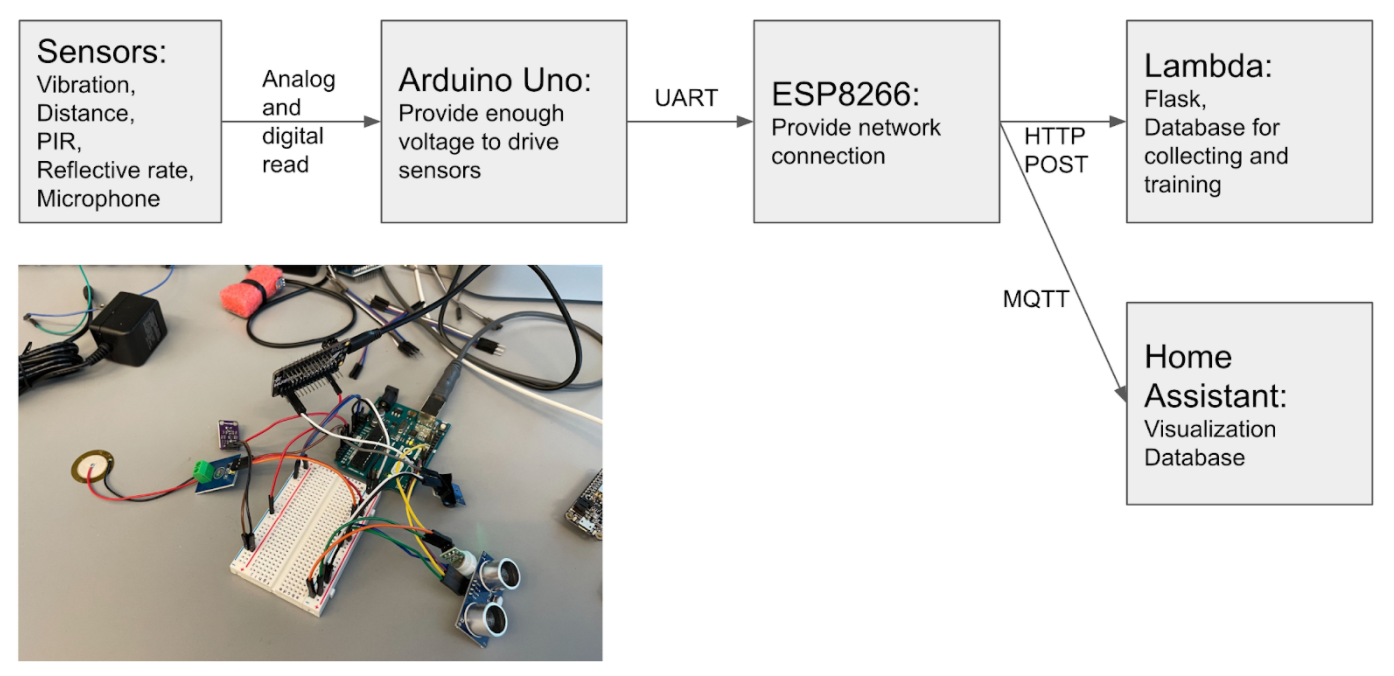 Sensors:
Vibration,
Distance,
PIR,
Reflective rate,
Microphone
Analog
and
digital
read
Arduino Uno:
Provide enough
voltage to drive
sensors
UART
ESP8266:
Provide network
connection
HTTP
POST
Lambda:
Flask,
Database for
collecting and
training
MQTT
Home
Assistant:
Visualization
Database